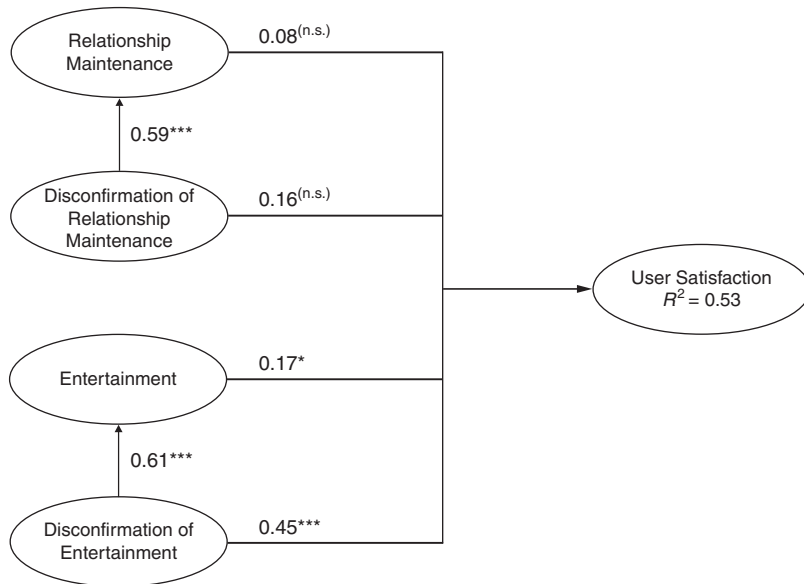 Relationship
Maintenance
0.08(n.s.)
0.59***
Disconfirmation of
Relationship
Maintenance
0.16(n.s.)
User Satisfaction
R² = 0.53
Entertainment
0.17*
0.61***
Disconfirmation of
Entertainment
0.45***